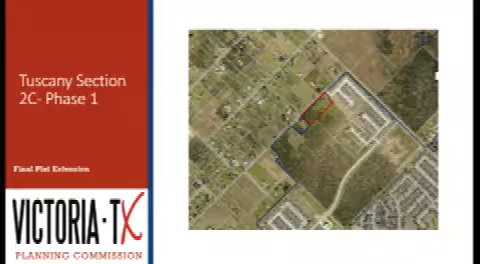 Tuscany Section
2C- Phase 1
Final Plat Extension
VICTORIA·TX
PLANNING COMMISSION